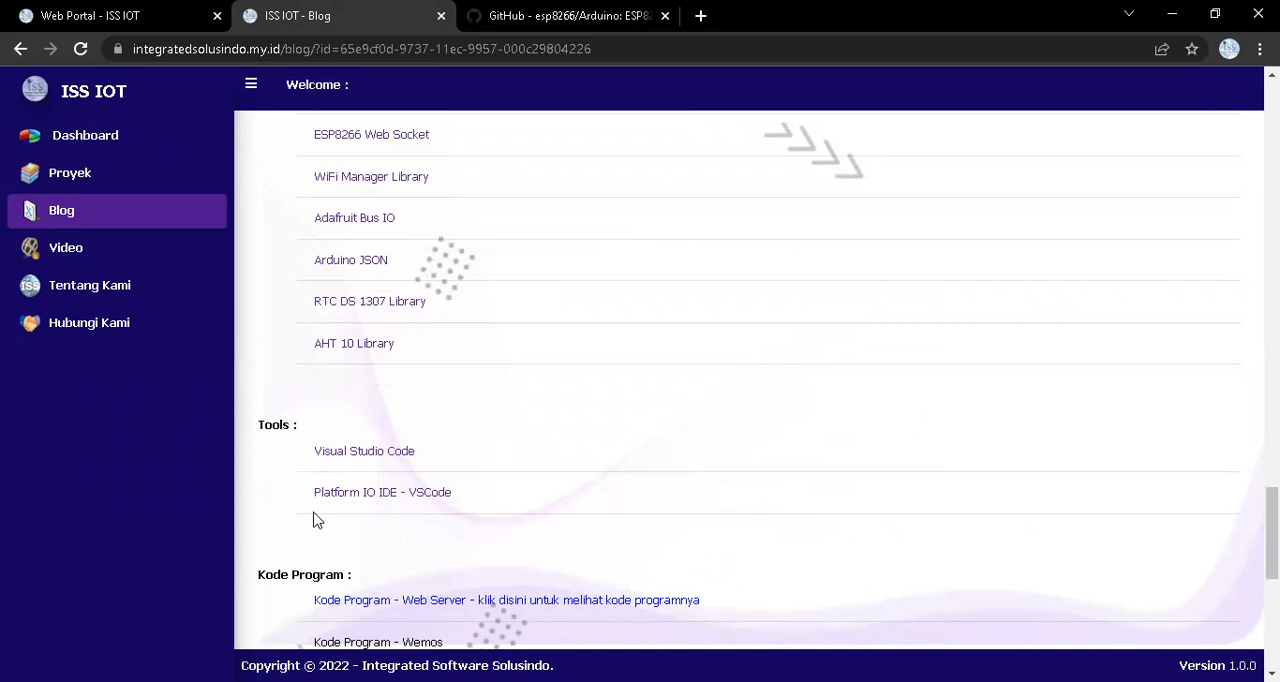 Web Portal - ISS IOT
ISS IOT - Blog
GitHub - esp8266/Arduino: ESP8
integratedsolusindo.my.id/blog/?id=65e9cf0d-9737-11ec-9957-000c29804226
ISS IOT
Welcome :
Dashboard
Proyek
Blog
Video
Tentang Kami
Hubungi Kami
ESP8266 Web Socket
WiFi Manager Library
Adafruit Bus IO
Arduino JSON
RTC DS 1307 Library
AHT 10 Library
Tools :
Visual Studio Code
Platform IO IDE - VSCode
Kode Program :
Kode Program - Web Server - klik disini untuk melihat kode programnya
Kode Program - Wemos
Copyright © 2022 - Integrated Software Solusindo.
Version 1.0.0